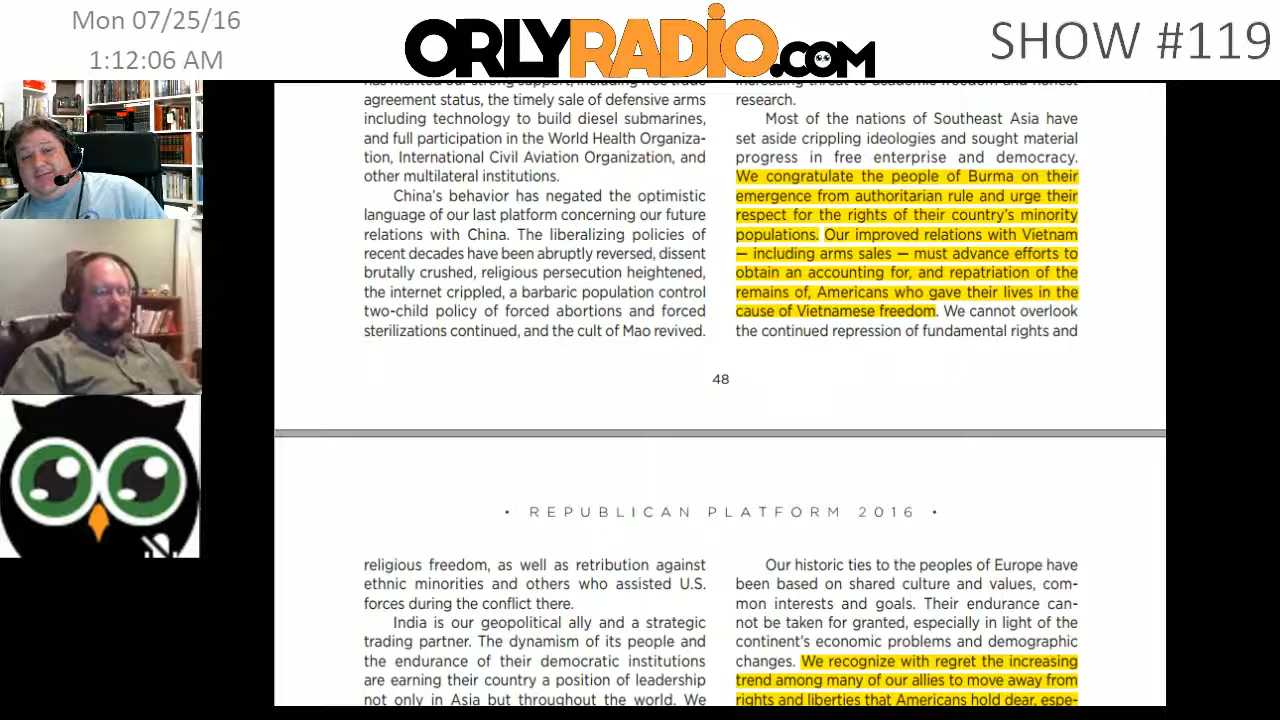 Mon 07/25/16
1:12:06 AM
ORLYRADIO.COM
SHOW #119
has merited our strong support, including free trade
agreement status, the timely sale of defensive arms
including technology to build diesel submarines,
and full participation in the World Health Organiza-
tion, International Civil Aviation Organization, and
other multilateral institutions.
China's behavior has negated the optimistic
language of our last platform concerning our future
relations with China. The liberalizing policies of
recent decades have been abruptly reversed, dissent
brutally crushed, religious persecution heightened,
the internet crippled, a barbaric population control
two-child policy of forced abortions and forced
sterilizations continued, and the cult of Mao revived.
increasing threat to academic freedom and honest
research.
Most of the nations of Southeast Asia have
set aside crippling ideologies and sought material
progress in free enterprise and democracy.
We congratulate the people of Burma on their
emergence from authoritarian rule and urge their
respect for the rights of their country's minority
populations. Our improved relations with Vietnam
— including arms sales — must advance efforts to
obtain an accounting for, and repatriation of the
remains of, Americans who gave their lives in the
cause of Vietnamese freedom. We cannot overlook
the continued repression of fundamental rights and
48
• REPUBLICAN PLATFORM 2016 •
religious freedom, as well as retribution against
ethnic minorities and others who assisted U.S.
forces during the conflict there.
India is our geopolitical ally and a strategic
trading partner. The dynamism of its people and
the endurance of their democratic institutions
are earning their country a position of leadership
not only in Asia but throughout the world. We
Our historic ties to the peoples of Europe have
been based on shared culture and values, com-
mon interests and goals. Their endurance can-
not be taken for granted, especially in light of the
continent's economic problems and demographic
changes. We recognize with regret the increasing
trend among many of our allies to move away from
rights and liberties that Americans hold dear, espe-